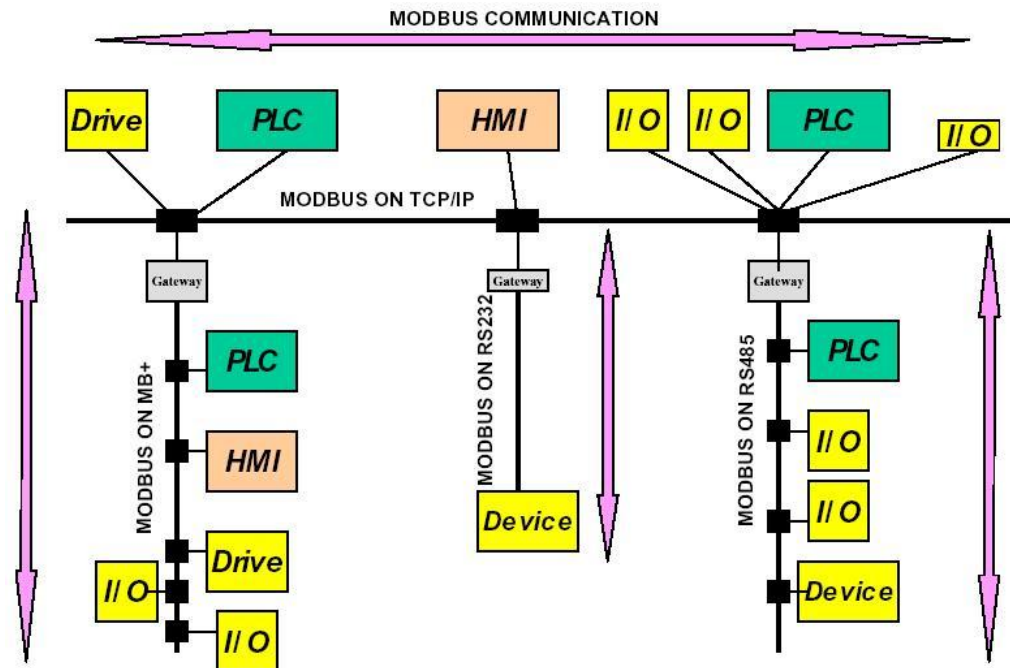 MODBUS COMMUNICATION
Drive
PLC
HMI
I/O
I/O
PLC
I/O
MODBUS ON TCP/IP
Gateway
Gateway
Gateway
MODBUS ON MB+
PLC
HMI
Drive
I/O
I/O
MODBUS ON RS232
Device
MODBUS ON RS485
PLC
I/O
I/O
Device